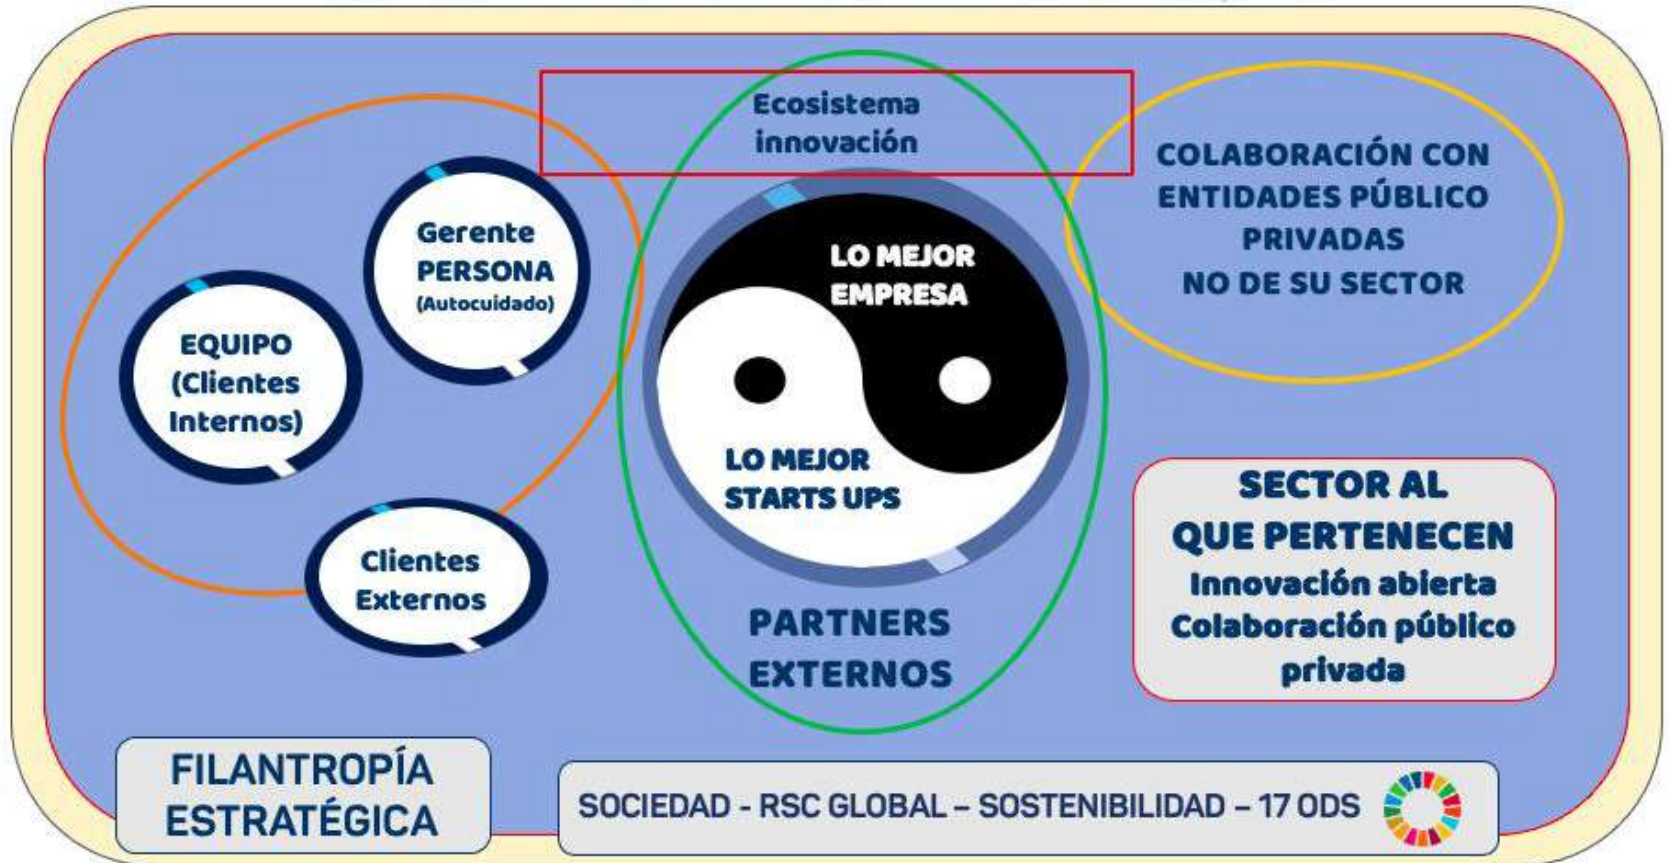 Ecosistema
innovación
COLABORACIÓN CON
ENTIDADES PÚBLICO
PRIVADAS
NO DE SU SECTOR
Gerente
PERSONA
(Autocuidado)
EQUIPO
(Clientes
Internos)
Clientes
Externos
LO MEJOR
EMPRESA
LO MEJOR
STARTS UPS
PARTNERS
EXTERNOS
SECTOR AL
QUE PERTENECEN
Innovación abierta
Colaboración público
privada
FILANTROPÍA
ESTRATÉGICA
SOCIEDAD - RSC GLOBAL – SOSTENIBILIDAD – 17 ODS